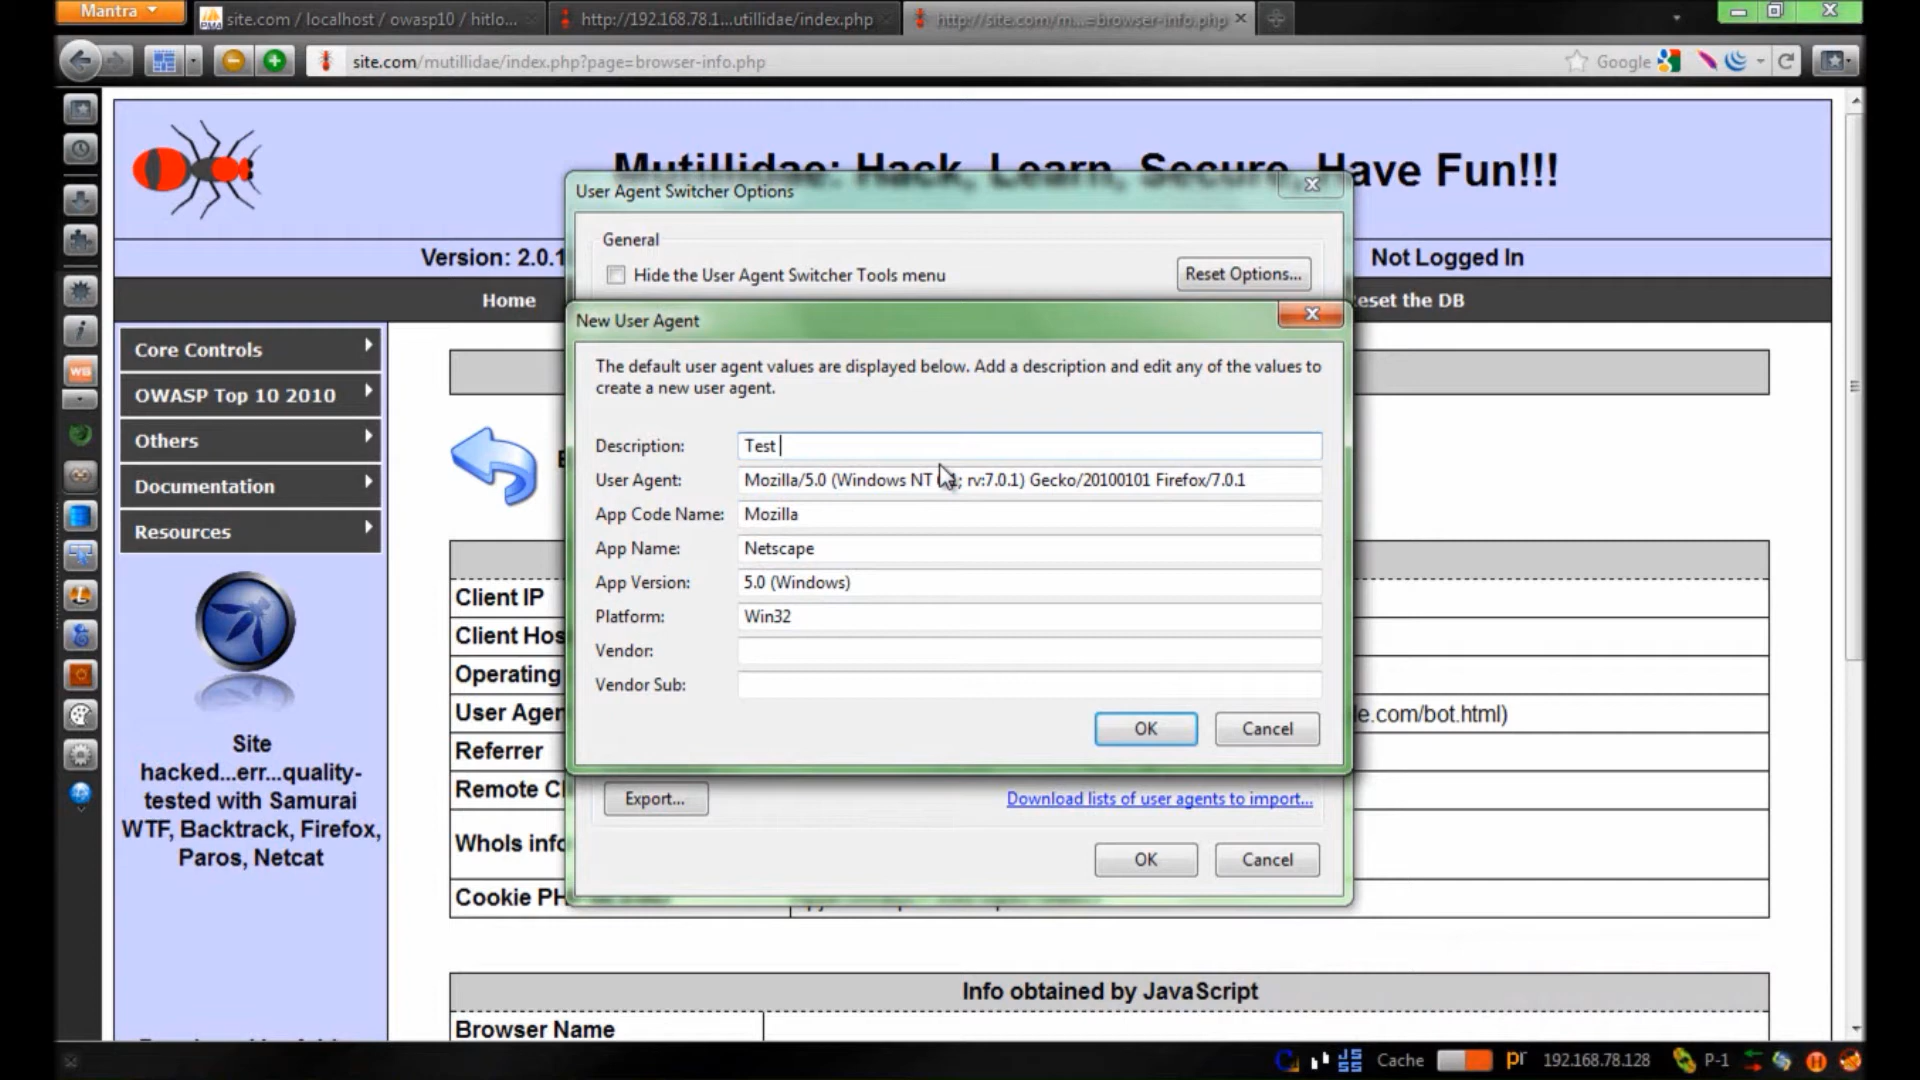 Mantra
site.com / localhost / owasp10 / hitlo...
http://192.168.78.1...utillidae/index.php
http://site.com/m...=browser-info.php
site.com/mutillidae/index.php?page=browser-info.php
Google
Mutillidae: Hack, Learn, Secure, Have Fun!!!
Version: 2.0.1
Not Logged In
Home
eset the DB
Core Controls
OWASP Top 10 2010
Others
Documentation
Resources
Site
hacked...err...quality-
tested with Samurai
WTF, Backtrack, Firefox,
Paros, Netcat
User Agent Switcher Options
General
Hide the User Agent Switcher Tools menu
Reset Options...
New User Agent
The default user agent values are displayed below. Add a description and edit any of the values to
create a new user agent.
Description: Test
User Agent: Mozilla/5.0 (Windows NT 1; rv:7.0.1) Gecko/20100101 Firefox/7.0.1
App Code Name: Mozilla
App Name: Netscape
App Version: 5.0 (Windows)
Platform: Win32
Vendor:
Vendor Sub:
OK
Cancel
Export...
Download lists of user agents to import...
OK
Cancel
Client IP
Client Hos
Operating
User Agen
le.com/bot.html)
Referrer
Remote Cl
WhoIs info
Cookie PH
Info obtained by JavaScript
Browser Name
WB
Cache
pr
192.168.78.128
P-1